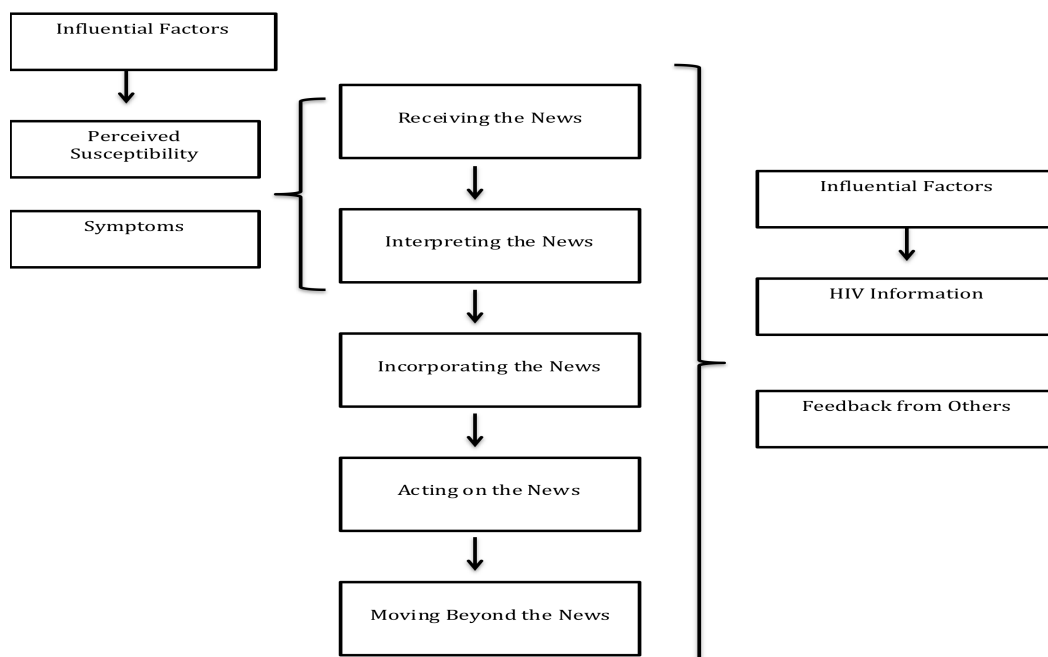 Influential Factors
Perceived
Susceptibility
Symptoms
Receiving the News
Interpreting the News
Incorporating the News
Acting on the News
Moving Beyond the News
Influential Factors
HIV Information
Feedback from Others